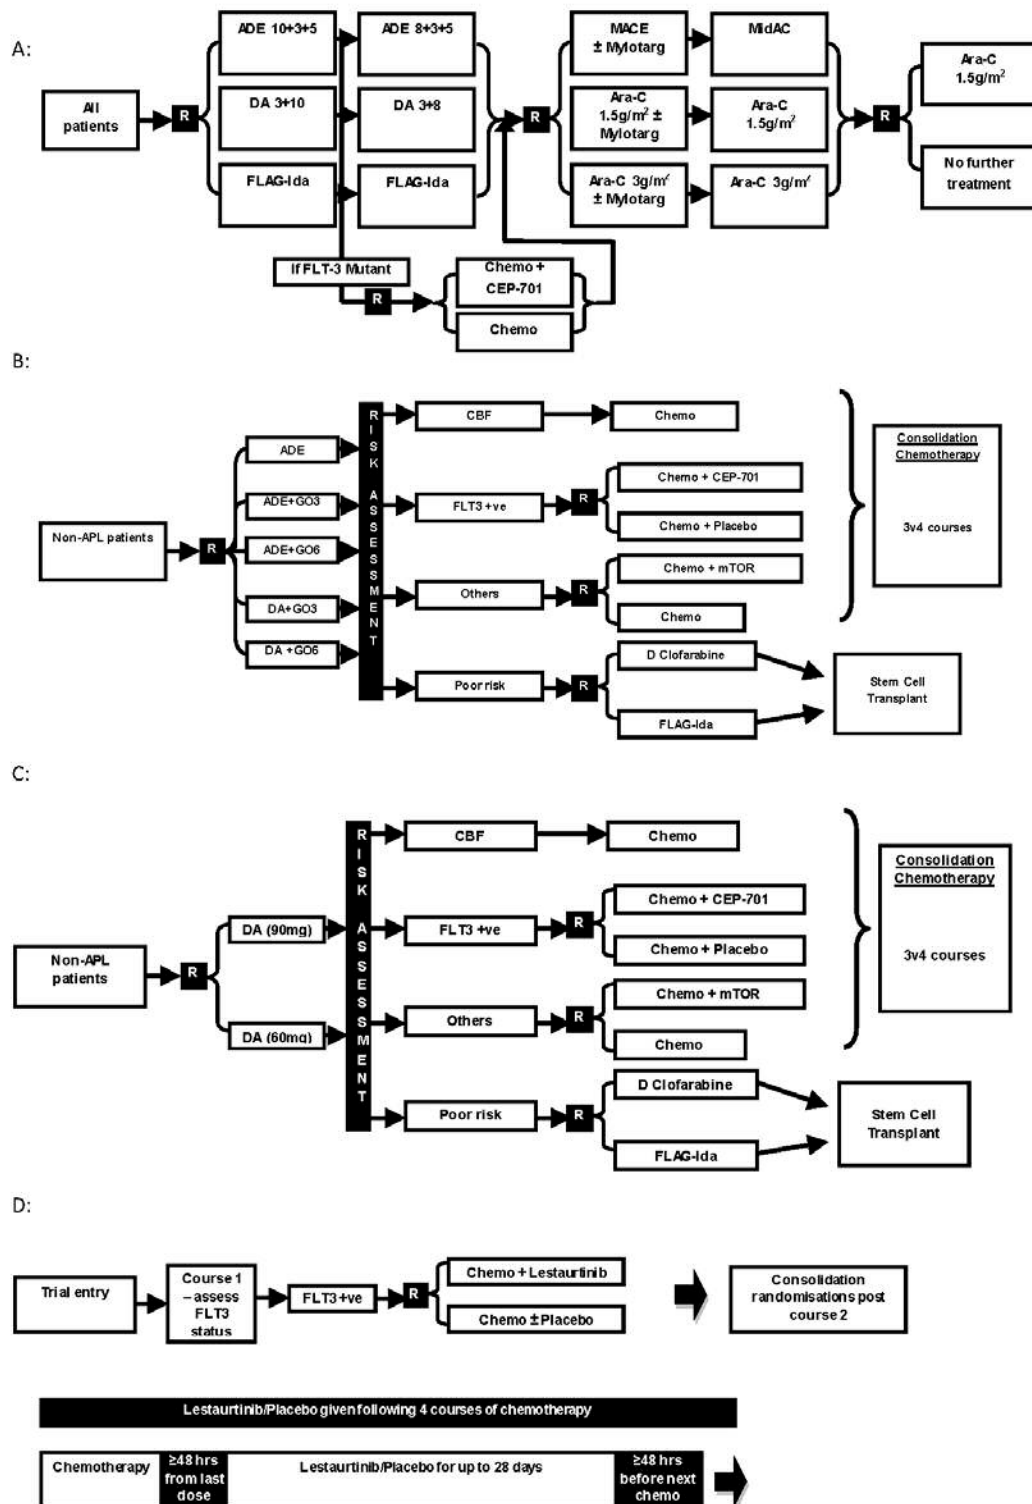 A:
All
patients
R
ADE 10+3+5
ADE 8+3+5
DA 3+10
DA 3+8
FLAG-Ida
FLAG-Ida
If FLT-3 Mutant
R
Chemo +
CEP-701
Chemo
R
MACE
± Mylotarg
MidAC
Ara-C
1.5g/m²±
Mylotarg
Ara-C
1.5g/m²
Ara-C 3g/m²
± Mylotarg
Ara-C 3g/m²
R
Ara-C
1.5g/m²
No further
treatment
B:
Non-APL patients
R
ADE
ADE+GO3
ADE+GO6
DA+GO3
DA +GO6
RISK ASSESSMENT
CBF
Chemo
FLT3 +ve
R
Chemo + CEP-701
Chemo + Placebo
Others
R
Chemo + mTOR
Chemo
Poor risk
R
D Clofarabine
FLAG-Ida
Consolidation
Chemotherapy
3v4 courses
Stem Cell
Transplant
C:
Non-APL
patients
R
DA (90mg)
DA (60mg)
RISK ASSESSMENT
CBF
Chemo
FLT3 +ve
R
Chemo + CEP-701
Chemo + Placebo
Others
R
Chemo + mTOR
Chemo
Poor risk
R
D Clofarabine
FLAG-Ida
Consolidation
Chemotherapy
3v4 courses
Stem Cell
Transplant
D:
Trial entry
Course 1
– assess
FLT3
status
FLT3 +ve
R
Chemo + Lestaurtinib
Chemo ± Placebo
Consolidation
randomisations post
course 2
Lestaurtinib/Placebo given following 4 courses of chemotherapy
Chemotherapy
≥48 hrs
from last
dose
Lestaurtinib/Placebo for up to 28 days
≥48 hrs
before next
chemo